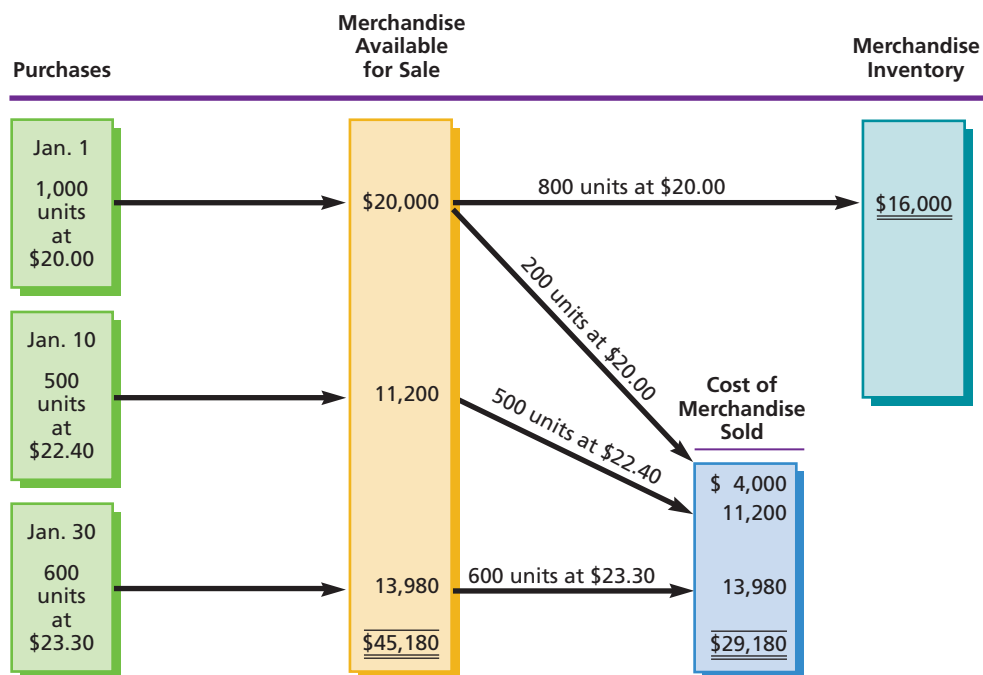 Purchases
Merchandise
Available
for Sale
Merchandise
Inventory
Jan. 1
1,000
units
at
$20.00
$20,000
800 units at $20.00
$16,000
200 units at $20.00
Jan. 10
500
units
at
$22.40
11,200
500 units at $22.40
Cost of
Merchandise
Sold
$ 4,000
11,200
Jan. 30
600
units
at
$23.30
13,980
600 units at $23.30
13,980
$45,180
$29,180